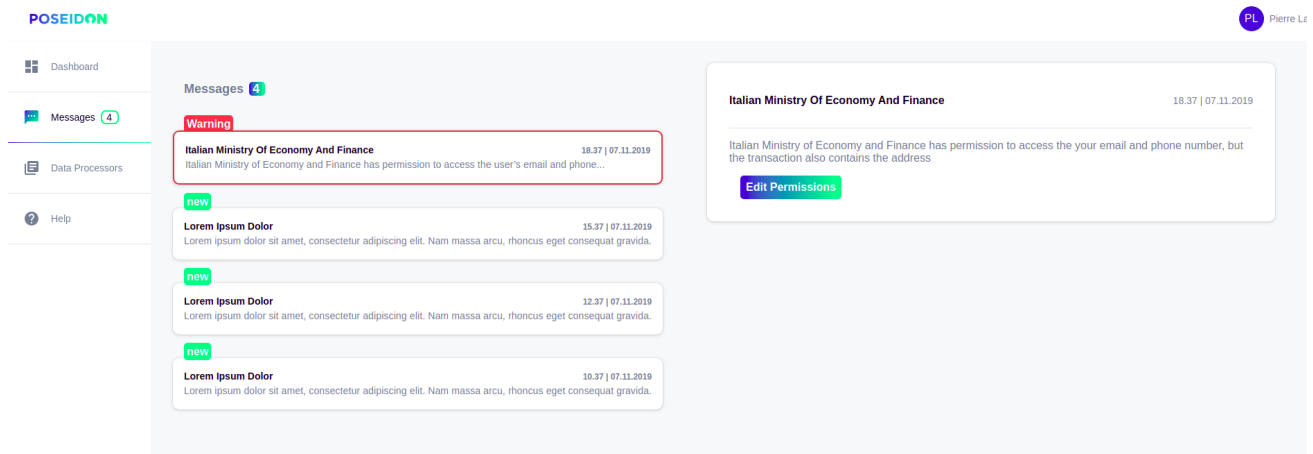 POSEIDON
PL Pierre La
Dashboard
Messages 4
Data Processors
Help
Messages 4
Warning
Italian Ministry Of Economy And Finance 18.37 | 07.11.2019
Italian Ministry of Economy and Finance has permission to access the user's email and phone...
new
Lorem Ipsum Dolor 15.37 | 07.11.2019
Lorem ipsum dolor sit amet, consectetur adipiscing elit. Nam massa arcu, rhoncus eget consequat gravida.
new
Lorem Ipsum Dolor 12.37 | 07.11.2019
Lorem ipsum dolor sit amet, consectetur adipiscing elit. Nam massa arcu, rhoncus eget consequat gravida.
new
Lorem Ipsum Dolor 10.37 | 07.11.2019
Lorem ipsum dolor sit amet, consectetur adipiscing elit. Nam massa arcu, rhoncus eget consequat gravida.
Italian Ministry Of Economy And Finance 18.37 | 07.11.2019
Italian Ministry of Economy and Finance has permission to access the your email and phone number, but
the transaction also contains the address
Edit Permissions